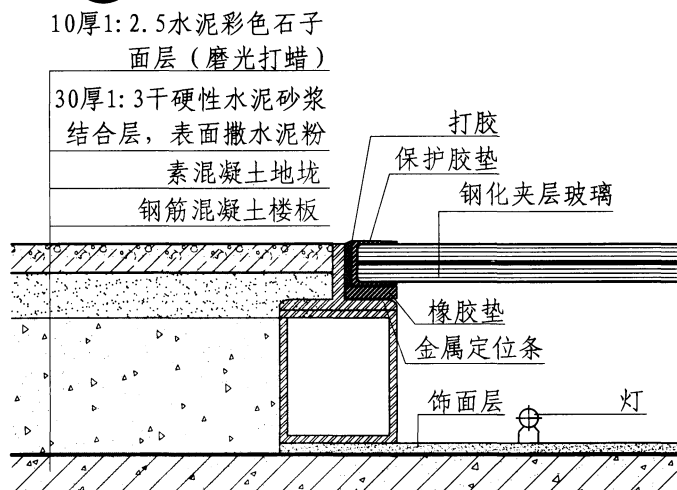 10厚1:2.5水泥彩色石子
面层（磨光打蜡）
30厚1:3干硬性水泥砂浆
结合层，表面撒水泥粉
素混凝土地垅
钢筋混凝土楼板
打胶
保护胶垫
钢化夹层玻璃
橡胶垫
金属定位条
饰面层
灯